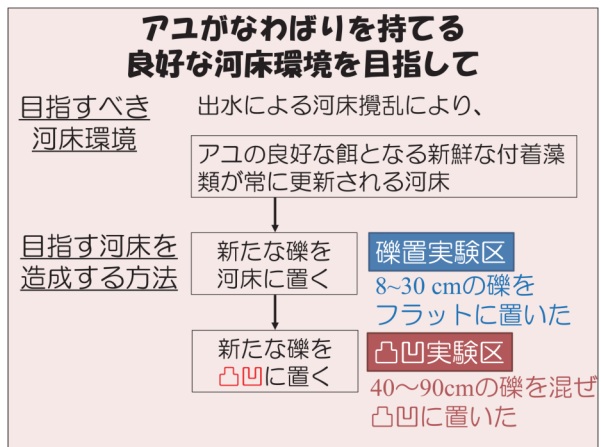 アユがなわばりを持てる
良好な河床環境を目指して
目指すべき
河床環境
出水による河床攪乱により、
アユの良好な餌となる新鮮な付着藻
類が常に更新される河床
目指す河床を
造成する方法
新たな礫を
河床に置く
礫置実験区
8~30 cmの礫を
フラットに置いた
新たな礫を
凸凹に置く
凸凹実験区
40～90cmの礫を混ぜ
凸凹に置いた